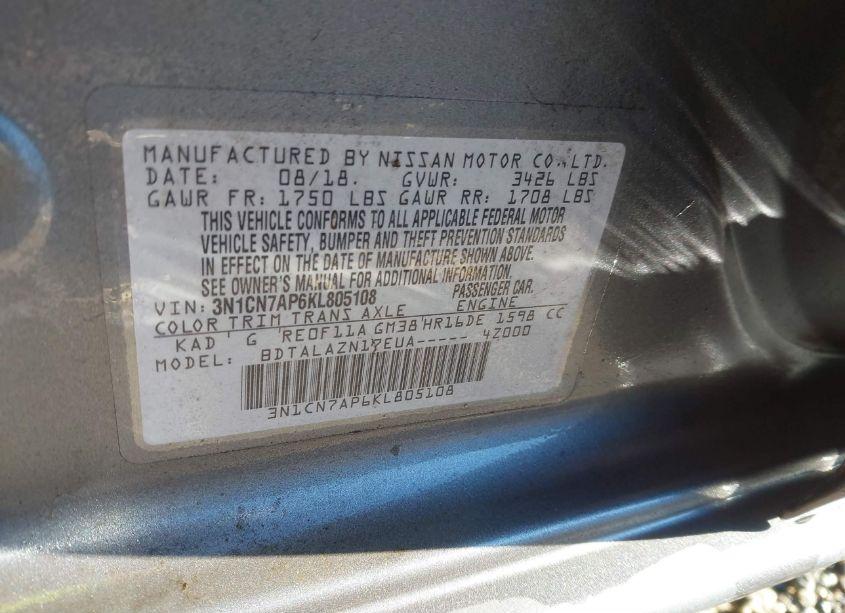 MANUFACTURED BY NISSAN MOTOR CO.,LTD.
DATE: 08/18. GVWR: 3426 LBS
GAWR FR: 1750 LBS GAWR RR: 1708 LBS
THIS VEHICLE CONFORMS TO ALL APPLICABLE FEDERAL MOTOR
VEHICLE SAFETY, BUMPER AND THEFT PREVENTION STANDARDS
IN EFFECT ON THE DATE OF MANUFACTURE SHOWN ABOVE.
SEE OWNER'S MANUAL FOR ADDITIONAL INFORMATION.
VIN: 3N1CN7AP6KL805108 PASSENGER CAR.
COLOR TRIM TRANS AXLE ENGINE
KAD G RE0F11A GM38 HR16DE 1598 CC
MODEL: BDTALAZN17EUA----- 4Z000
3N1CN7AP6KL805108